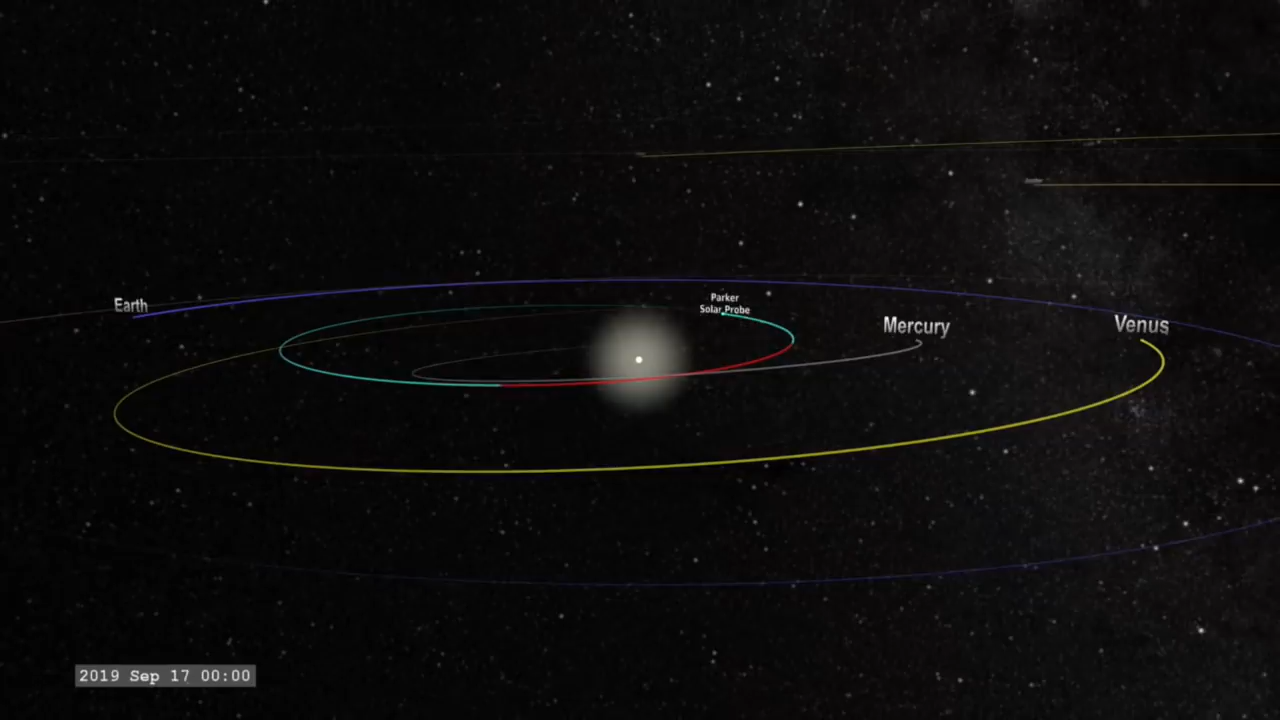 Earth
Parker
Solar Probe
Mercury
Venus
2019 Sep 17 00:00